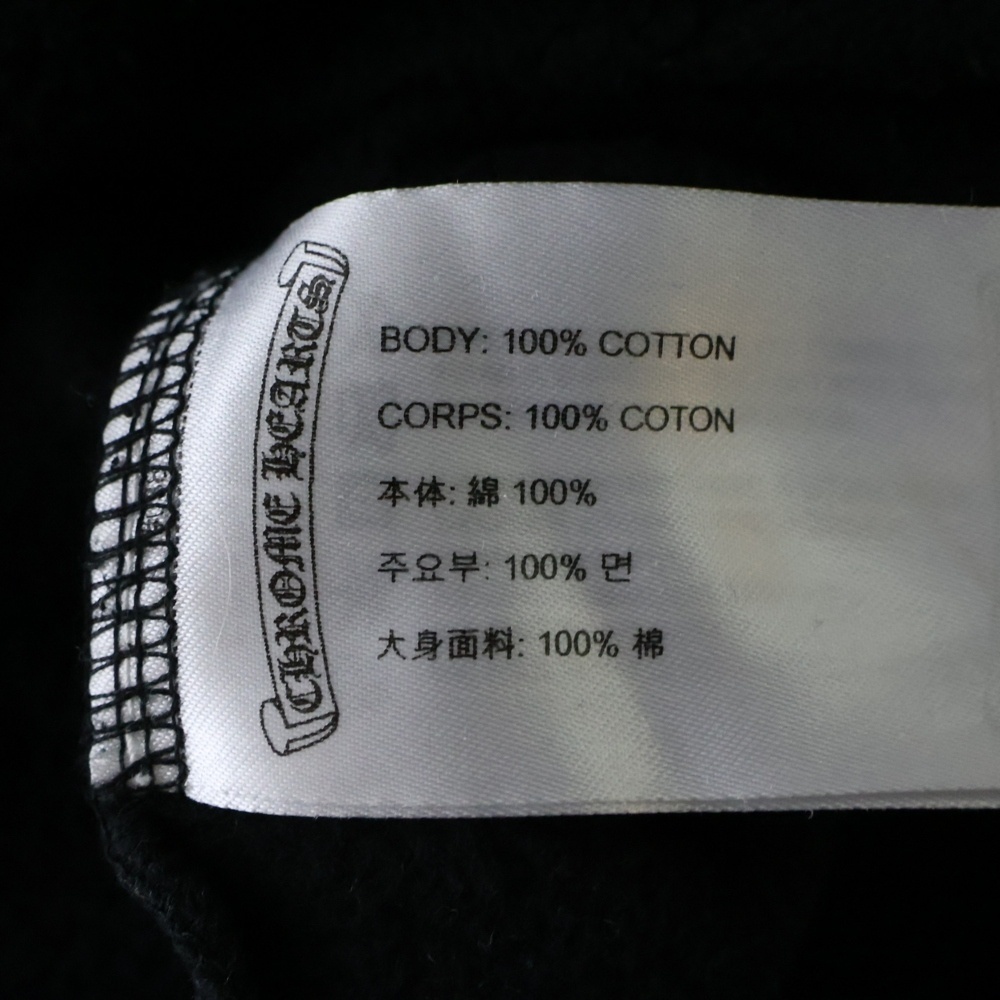 CHROME HEARTS
BODY: 100% COTTON
CORPS: 100% COTON
本体: 綿 100%
주요부: 100% 면
大身面料: 100% 棉